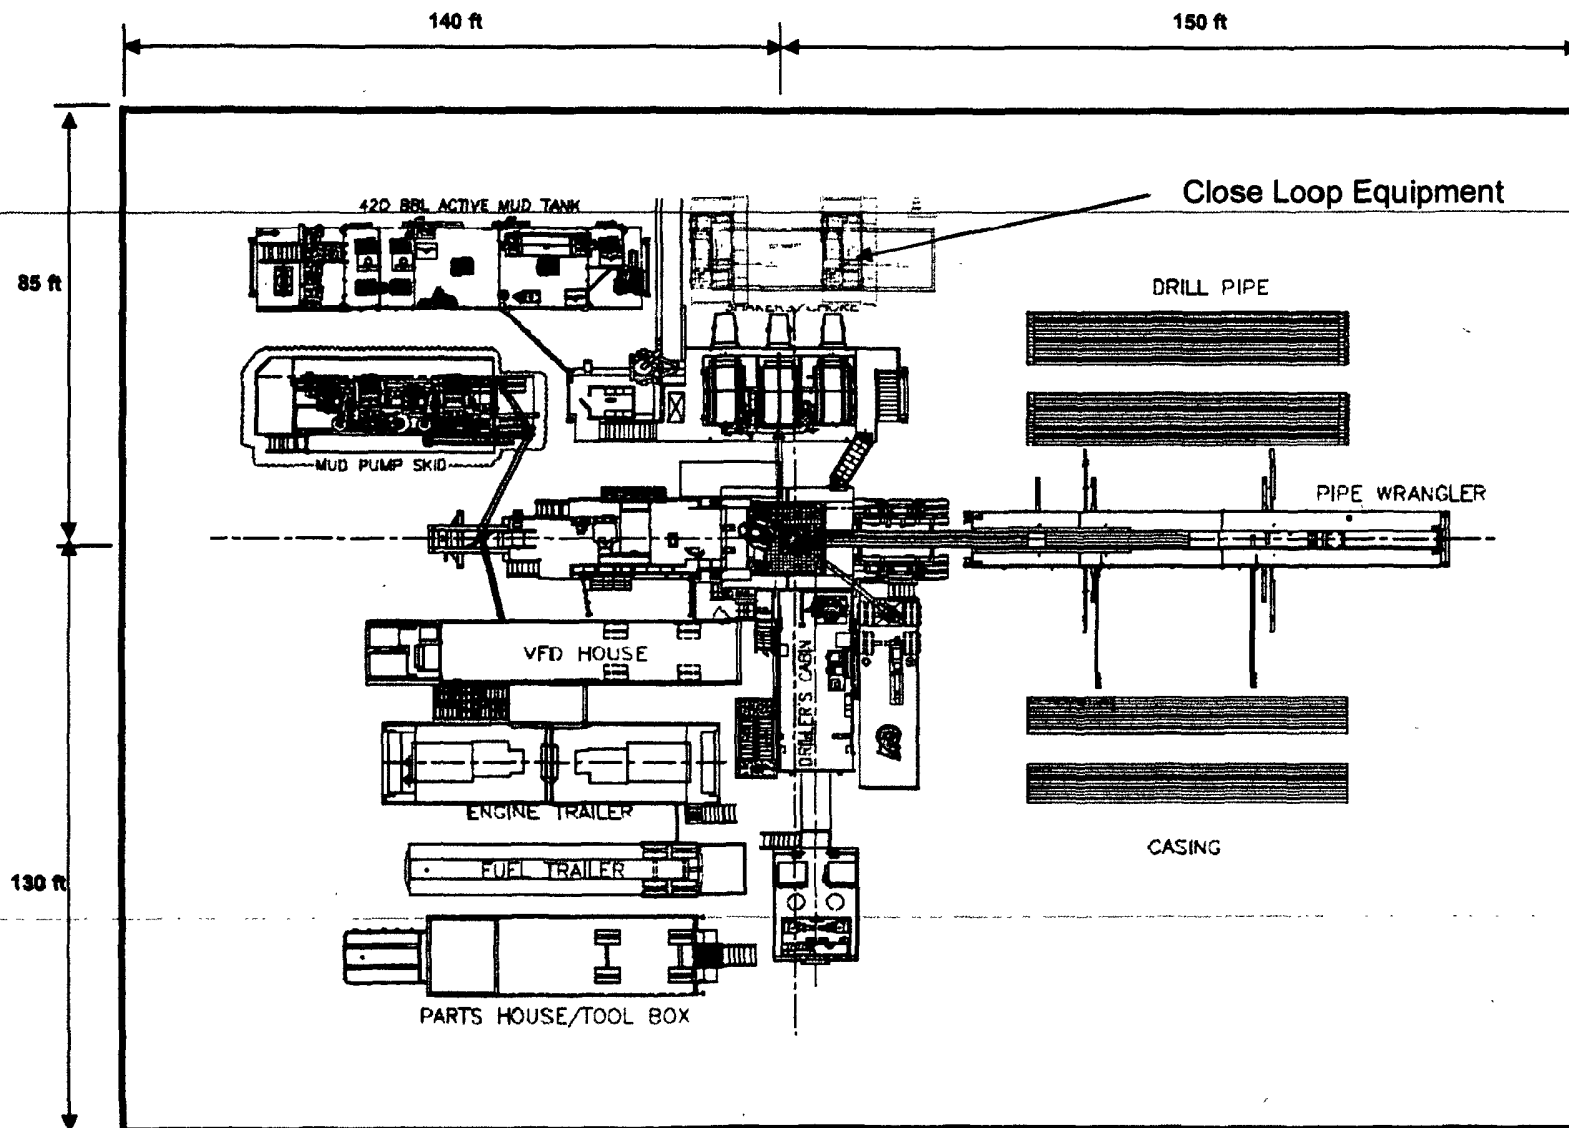 140 ft
150 ft
Close Loop Equipment
420 BBL ACTIVE MUD TANK
85 ft
DRILL PIPE
MUD PUMP SKID
PIPE WRANGLER
VFD HOUSE
DRILLER'S CABIN
ENGINE TRAILER
CASING
FUEL TRAILER
130 ft
PARTS HOUSE/TOOL BOX